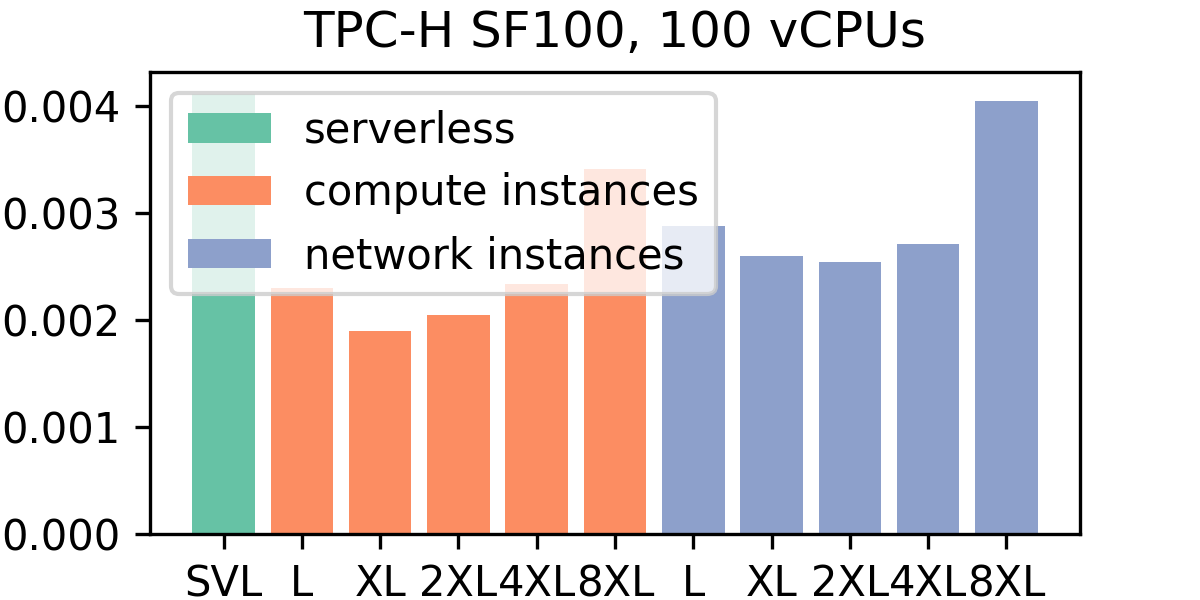 TPC-H SF100, 100 vCPUs
0.004
0.003
0.002
0.001
0.000
serverless
compute instances
network instances
SVL L XL 2XL 4XL 8XL L XL 2XL 4XL 8XL